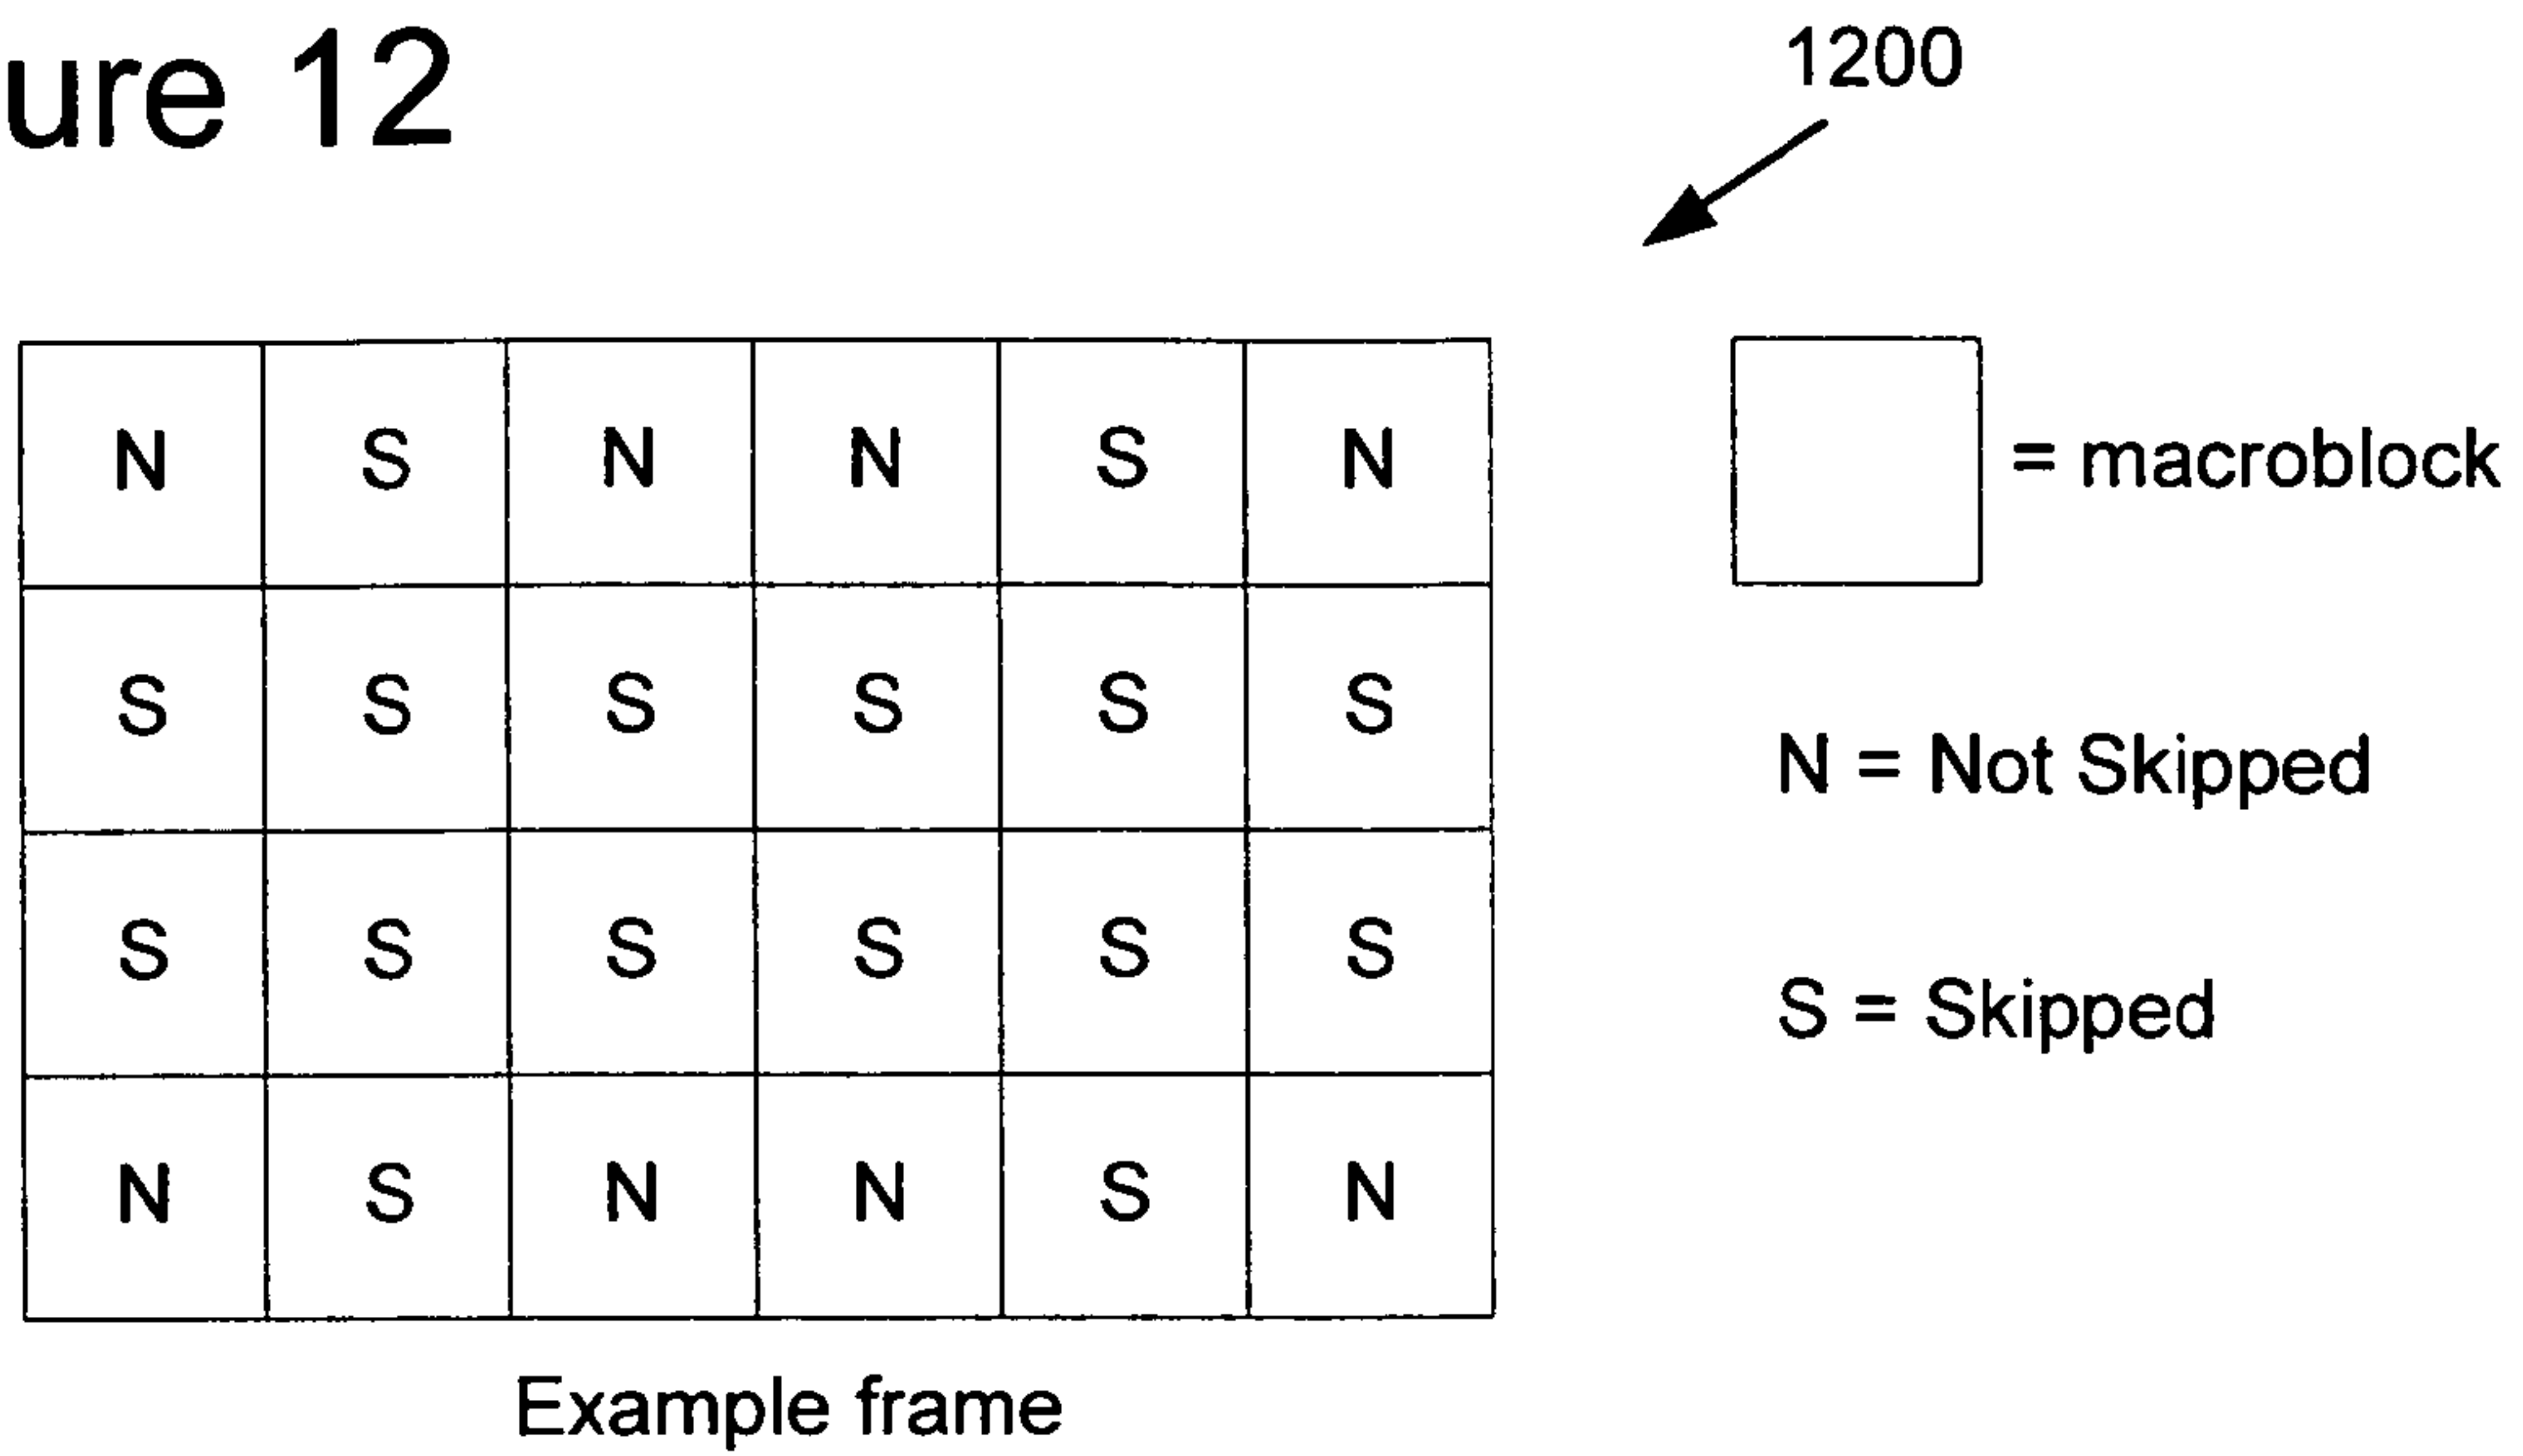 ure 12
1200
N S N N S N
S S S S S S
S S S S S S
N S N N S N
= macroblock
N = Not Skipped
S = Skipped
Example frame